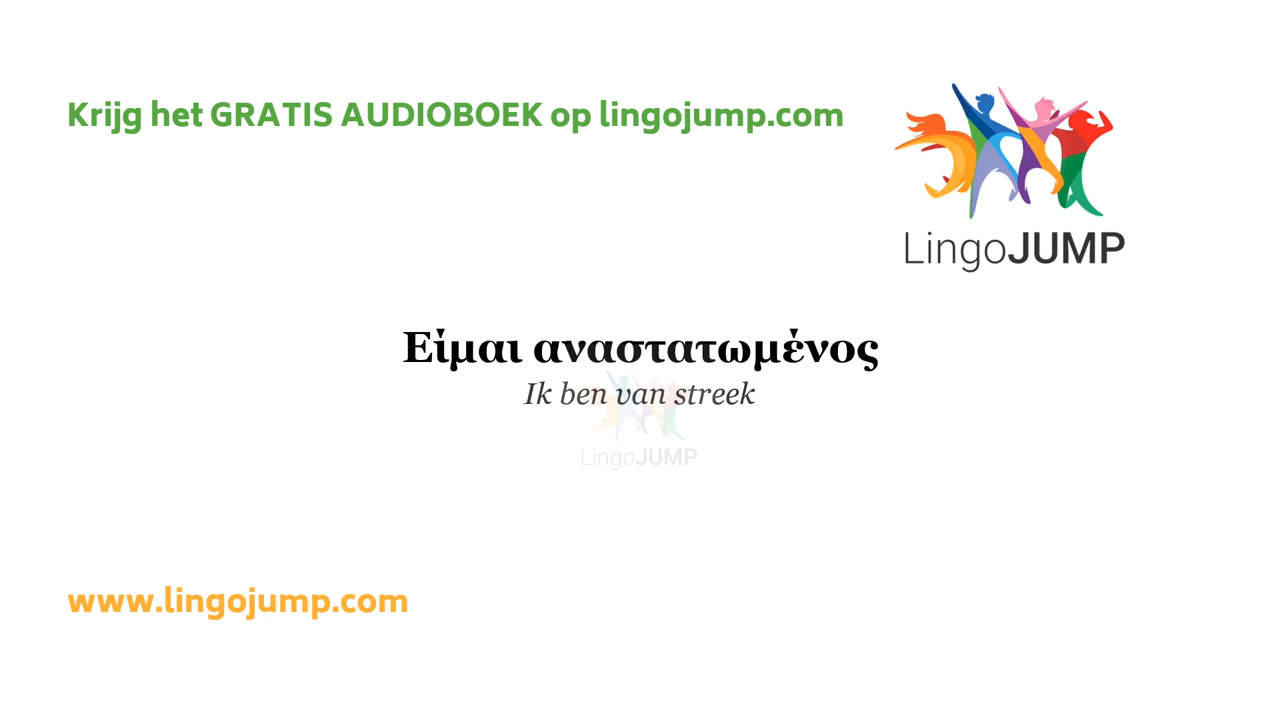 Krijg het GRATIS AUDIOBOEK op lingojump.com
LingoJUMP
Είμαι αναστατωμένος
Ik ben van streek
LingoJUMP
www.lingojump.com